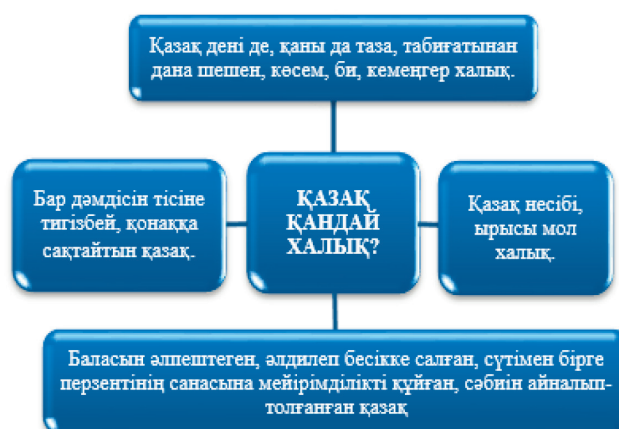 Қазақ дені де, қаны да таза, табиғатынан
дана шешен, көсем, би, кемеңгер халық.
Бар дәмдісін тісіне
тигізбей, қонаққа
сақтайтын қазақ.
ҚАЗАҚ
ҚАНДАЙ
ХАЛЫҚ?
Қазақ несібі,
ырысы мол
халық.
Баласын әлпештеген, әлдилеп бесікке салған, сүтімен бірге
перзентінің санасына мейірімділікті құйған, сәбиін айналып-
толғанған қазақ